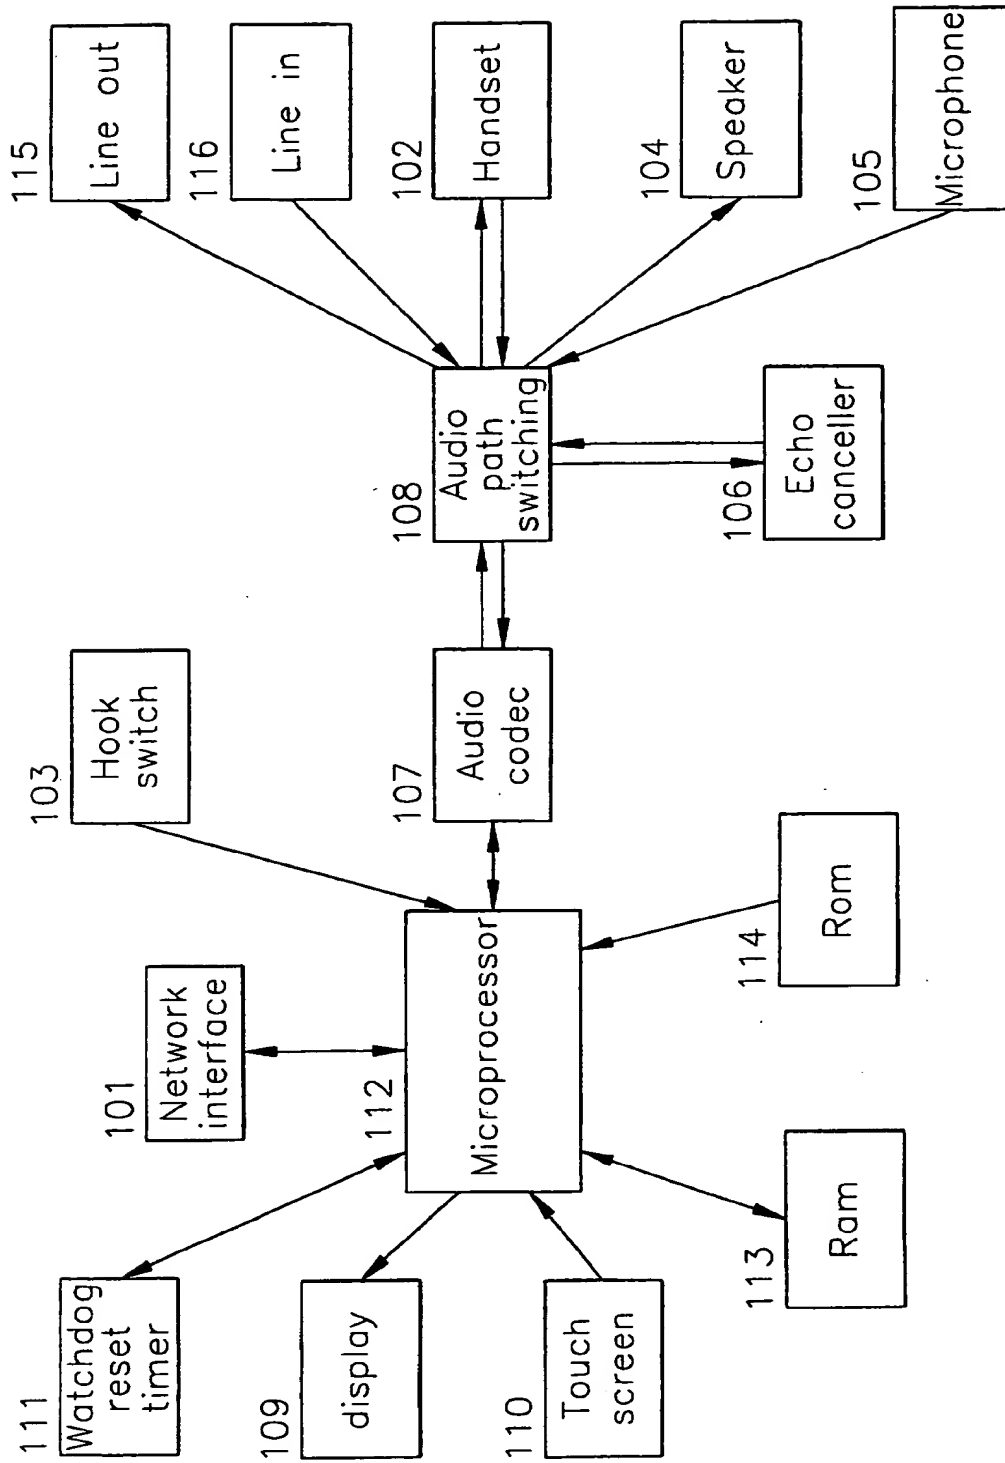 111
Watchdog
reset
timer
101
Network
interface
103
Hook
switch
115
Line out
116
Line in
109
display
112
Microprocessor
107
Audio
codec
108
Audio
path
switching
102
Handset
110
Touch
screen
104
Speaker
113
Ram
114
Rom
106
Echo
canceller
105
Microphone